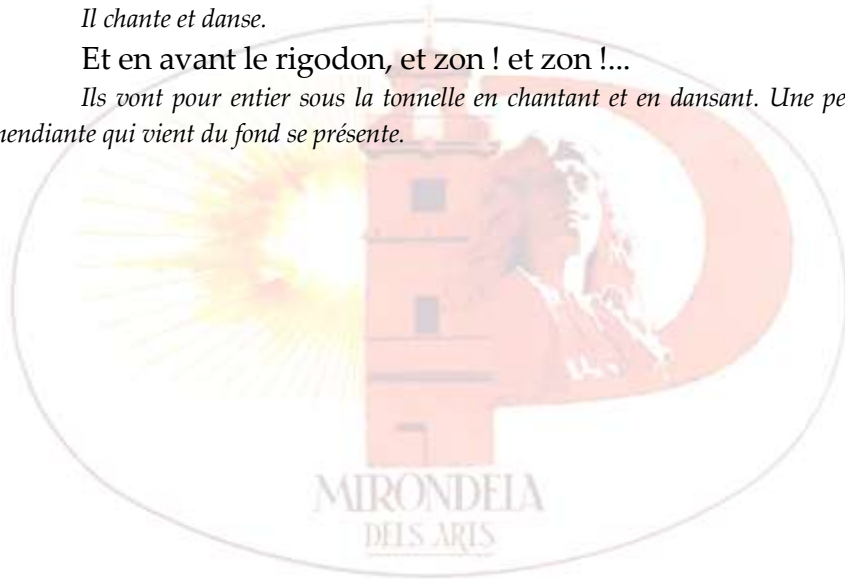 Il chante et danse.
Et en avant le rigodon, et zon ! et zon !...
Ils vont pour entier sous la tonnelle en chantant et en dansant. Une pe
nendiante qui vient du fond se présente.
MIRONDELA
DELS ARTS